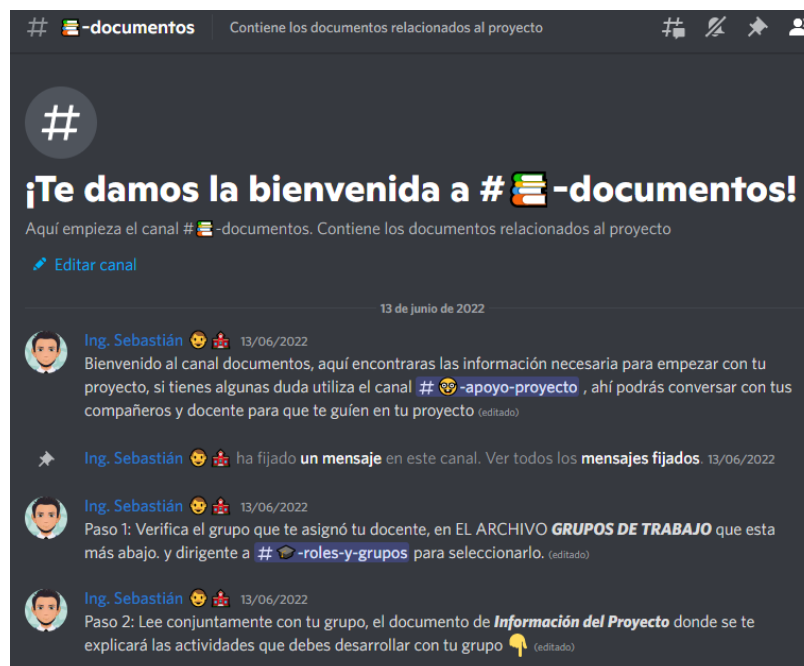 # 📚-documentos Contiene los documentos relacionados al proyecto
¡Te damos la bienvenida a #📚-documentos!
Aquí empieza el canal #📚-documentos. Contiene los documentos relacionados al proyecto
Editar canal
13 de junio de 2022
Ing. Sebastián 13/06/2022
Bienvenido al canal documentos, aquí encontraras las información necesaria para empezar con tu
proyecto, si tienes algunas duda utiliza el canal # 🤓-apoyo-proyecto , ahí podrás conversar con tus
compañeros y docente para que te guíen en tu proyecto (editado)
Ing. Sebastián ha fijado un mensaje en este canal. Ver todos los mensajes fijados. 13/06/2022
Ing. Sebastián 13/06/2022
Paso 1: Verifica el grupo que te asignó tu docente, en EL ARCHIVO GRUPOS DE TRABAJO que esta
más abajo. y dirigente a # 🎓-roles-y-grupos para seleccionarlo. (editado)
Ing. Sebastián 13/06/2022
Paso 2: Lee conjuntamente con tu grupo, el documento de Información del Proyecto donde se te
explicará las actividades que debes desarrollar con tu grupo 👇 (editado)